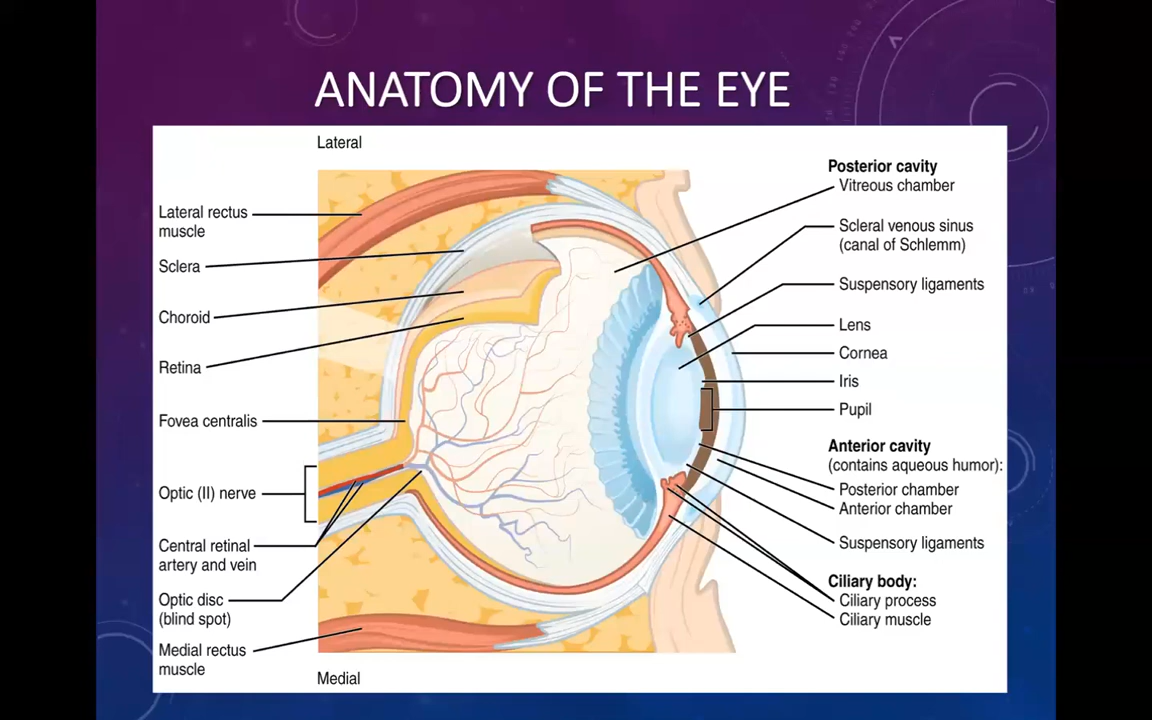 ANATOMY OF THE EYE
Lateral
Lateral rectus
muscle
Sclera
Choroid
Retina
Fovea centralis
Optic (II) nerve
Central retinal
artery and vein
Optic disc
(blind spot)
Medial rectus
muscle
Medial
Posterior cavity
Vitreous chamber
Scleral venous sinus
(canal of Schlemm)
Suspensory ligaments
Lens
Cornea
Iris
Pupil
Anterior cavity
(contains aqueous humor):
Posterior chamber
Anterior chamber
Suspensory ligaments
Ciliary body:
Ciliary process
Ciliary muscle